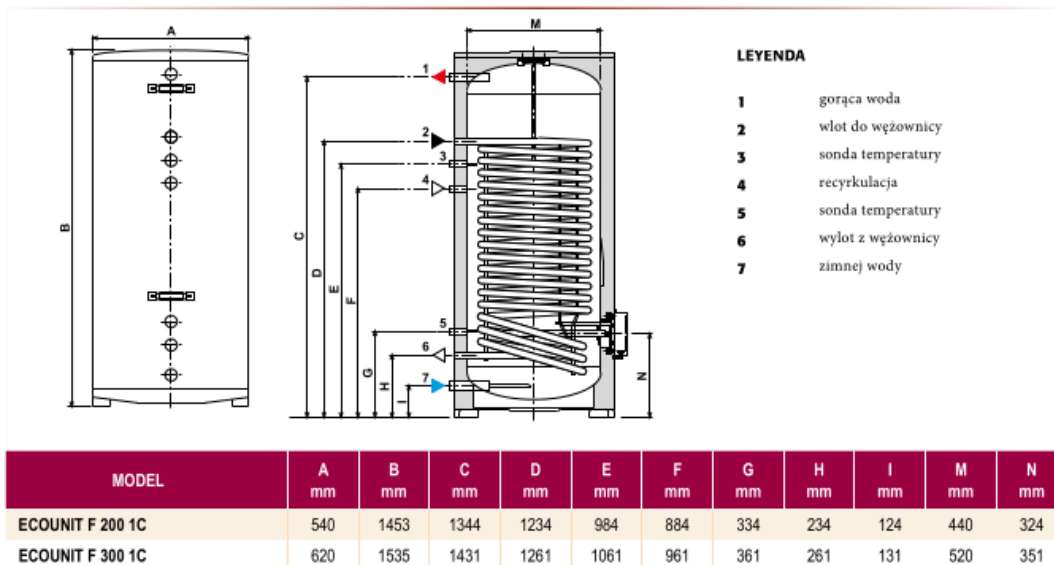 A
B
M
C
D
E
F
G
H
I
N
1
2
3
4
5
6
7
LEYENDA
1 gorąca woda
2 wlot do wężownicy
3 sonda temperatury
4 recyrkulacja
5 sonda temperatury
6 wylot z wężownicy
7 zimnej wody
MODEL A mm B mm C mm D mm E mm F mm G mm H mm I mm M mm N mm
ECOUNIT F 200 1C 540 1453 1344 1234 984 884 334 234 124 440 324
ECOUNIT F 300 1C 620 1535 1431 1261 1061 961 361 261 131 520 351